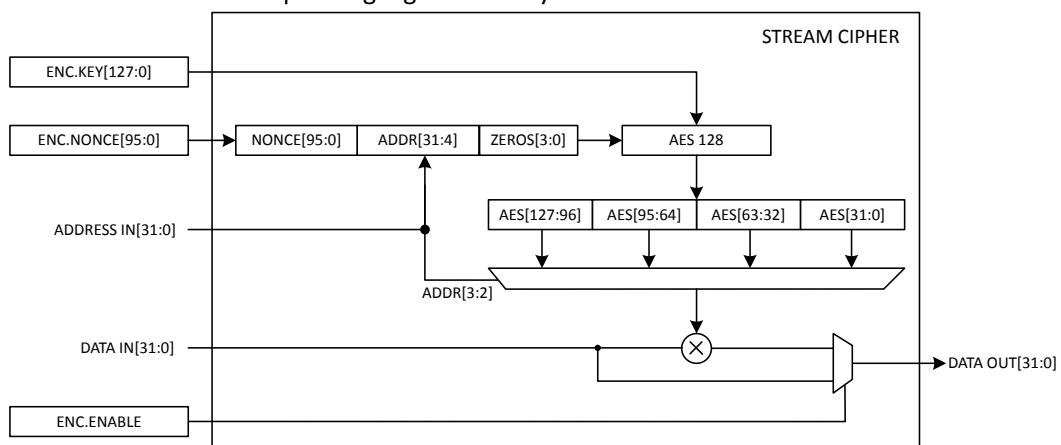 STREAM CIPHER
ENC.KEY[127:0]
ENC.NONCE[95:0]
NONCE[95:0] ADDR[31:4] ZEROS[3:0]
AES 128
ADDRESS IN[31:0]
AES[127:96] AES[95:64] AES[63:32] AES[31:0]
ADDR[3:2]
DATA IN[31:0]
DATA OUT[31:0]
ENC.ENABLE